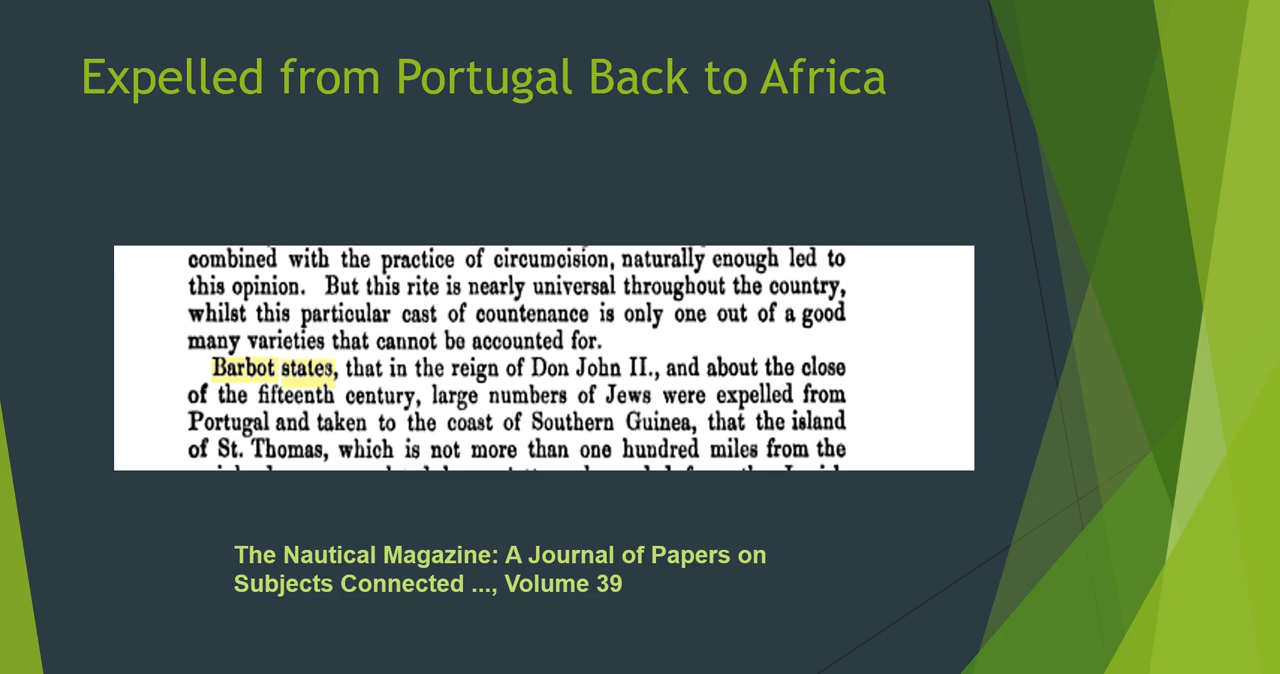 Expelled from Portugal Back to Africa
combined with the practice of circumcision, naturally enough led to
this opinion. But this rite is nearly universal throughout the country,
whilst this particular cast of countenance is only one out of a good
many varieties that cannot be accounted for.
Barbot states, that in the reign of Don John II., and about the close
of the fifteenth century, large numbers of Jews were expelled from
Portugal and taken to the coast of Southern Guinea, that the island
of St. Thomas, which is not more than one hundred miles from the
The Nautical Magazine: A Journal of Papers on
Subjects Connected ..., Volume 39